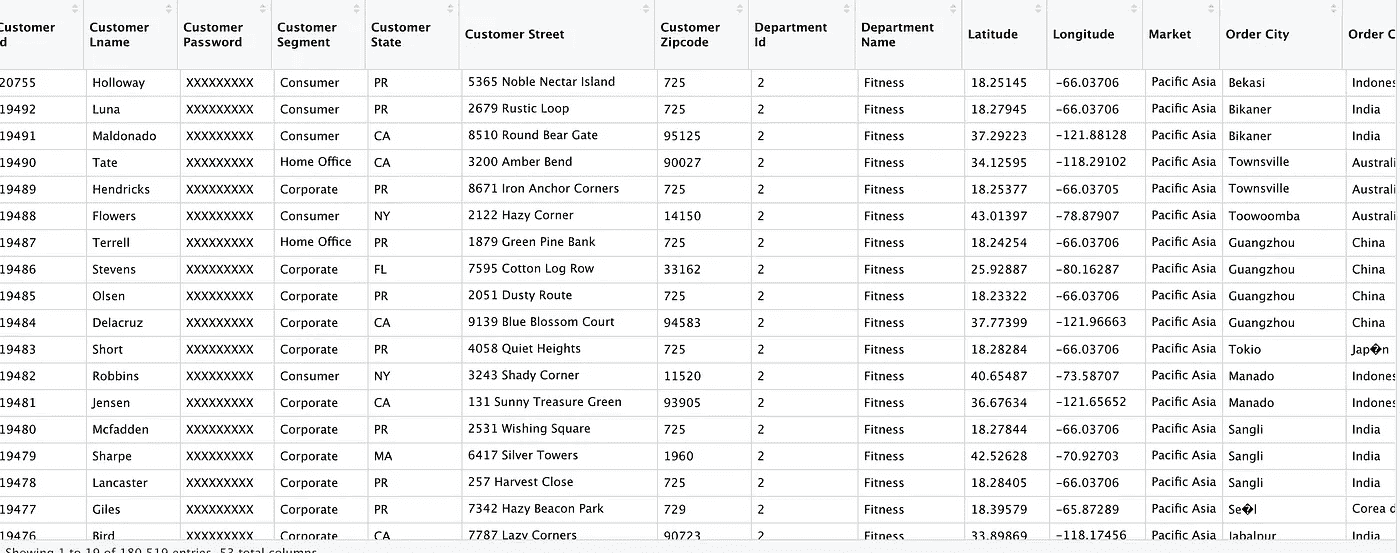 Customer Customer Customer Customer Customer Customer Street Customer Department Department Latitude Longitude Market Order City Order C
d Lname Password Segment State Zipcode Id Name
20755 Holloway XXXXXXXXX Consumer PR 5365 Noble Nectar Island 725 2 Fitness 18.25145 -66.03706 Pacific Asia Bekasi Indones
19492 Luna XXXXXXXXX Consumer PR 2679 Rustic Loop 725 2 Fitness 18.27945 -66.03706 Pacific Asia Bikaner India
19491 Maldonado XXXXXXXXX Consumer CA 8510 Round Bear Gate 95125 2 Fitness 37.29223 -121.88128 Pacific Asia Bikaner India
19490 Tate XXXXXXXXX Home Office CA 3200 Amber Bend 90027 2 Fitness 34.12595 -118.29102 Pacific Asia Townsville Australi
19489 Hendricks XXXXXXXXX Corporate PR 8671 Iron Anchor Corners 725 2 Fitness 18.25377 -66.03705 Pacific Asia Townsville Australi
19488 Flowers XXXXXXXXX Consumer NY 2122 Hazy Corner 14150 2 Fitness 43.01397 -78.87907 Pacific Asia Toowoomba Australi
19487 Terrell XXXXXXXXX Home Office PR 1879 Green Pine Bank 725 2 Fitness 18.24254 -66.03706 Pacific Asia Guangzhou China
19486 Stevens XXXXXXXXX Corporate FL 7595 Cotton Log Row 33162 2 Fitness 25.92887 -80.16287 Pacific Asia Guangzhou China
19485 Olsen XXXXXXXXX Corporate PR 2051 Dusty Route 725 2 Fitness 18.23322 -66.03706 Pacific Asia Guangzhou China
19484 Delacruz XXXXXXXXX Corporate CA 9139 Blue Blossom Court 94583 2 Fitness 37.77399 -121.96663 Pacific Asia Guangzhou China
19483 Short XXXXXXXXX Corporate PR 4058 Quiet Heights 725 2 Fitness 18.28284 -66.03706 Pacific Asia Tokio Jap�n
19482 Robbins XXXXXXXXX Consumer NY 3243 Shady Corner 11520 2 Fitness 40.65487 -73.58707 Pacific Asia Manado Indones
19481 Jensen XXXXXXXXX Corporate CA 131 Sunny Treasure Green 93905 2 Fitness 36.67634 -121.65652 Pacific Asia Manado Indones
19480 Mcfadden XXXXXXXXX Corporate PR 2531 Wishing Square 725 2 Fitness 18.27844 -66.03706 Pacific Asia Sangli India
19479 Sharpe XXXXXXXXX Corporate MA 6417 Silver Towers 1960 2 Fitness 42.52628 -70.92703 Pacific Asia Sangli India
19478 Lancaster XXXXXXXXX Corporate PR 257 Harvest Close 725 2 Fitness 18.28405 -66.03706 Pacific Asia Sangli India
19477 Giles XXXXXXXXX Corporate PR 7342 Hazy Beacon Park 729 2 Fitness 18.39579 -65.87289 Pacific Asia Se�l Corea d
19476 Bird XXXXXXXXX Corporate CA 7787 Lazy Corners 90723 2 Fitness 33.89869 -118.17456 Pacific Asia Jabalpur India
Showing 1 to 19 of 180,519 entries, 53 total columns